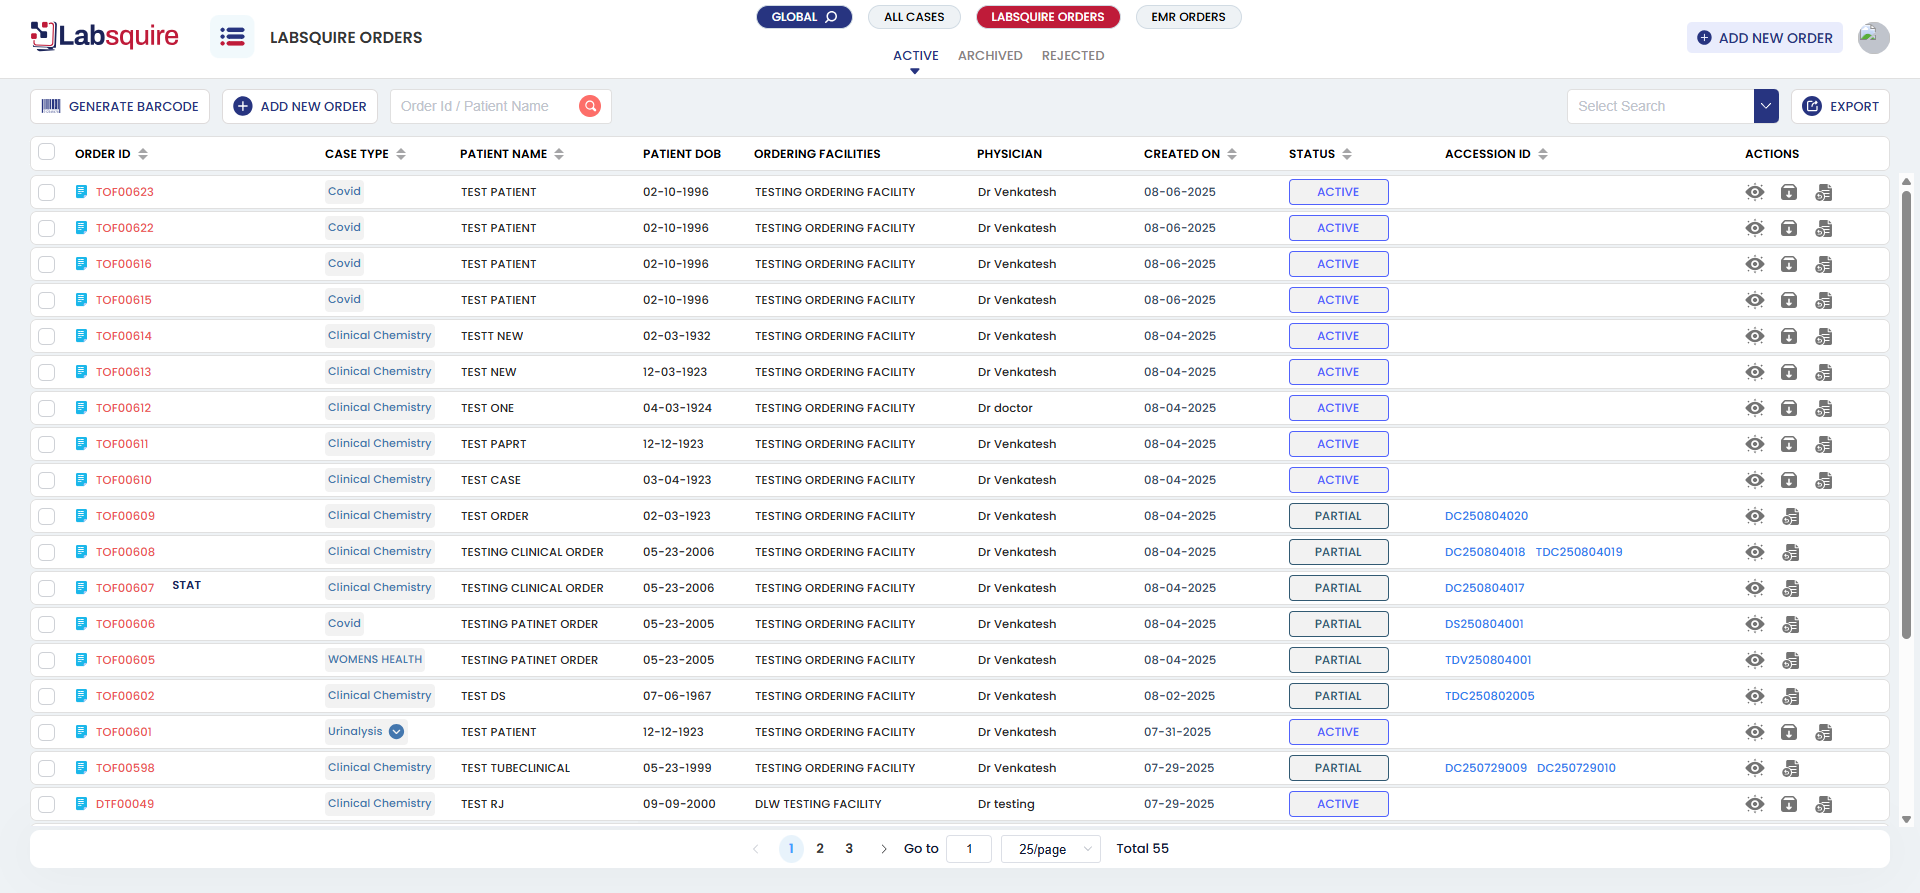 Labsquire
LABSQUIRE ORDERS
GLOBAL ALL CASES LABSQUIRE ORDERS EMR ORDERS
ACTIVE ARCHIVED REJECTED
ADD NEW ORDER
GENERATE BARCODE ADD NEW ORDER Order Id / Patient Name Select Search EXPORT
ORDER ID CASE TYPE PATIENT NAME PATIENT DOB ORDERING FACILITIES PHYSICIAN CREATED ON STATUS ACCESSION ID ACTIONS
TOF00623 Covid TEST PATIENT 02-10-1996 TESTING ORDERING FACILITY Dr Venkatesh 08-06-2025 ACTIVE
TOF00622 Covid TEST PATIENT 02-10-1996 TESTING ORDERING FACILITY Dr Venkatesh 08-06-2025 ACTIVE
TOF00616 Covid TEST PATIENT 02-10-1996 TESTING ORDERING FACILITY Dr Venkatesh 08-06-2025 ACTIVE
TOF00615 Covid TEST PATIENT 02-10-1996 TESTING ORDERING FACILITY Dr Venkatesh 08-06-2025 ACTIVE
TOF00614 Clinical Chemistry TESTT NEW 02-03-1932 TESTING ORDERING FACILITY Dr Venkatesh 08-04-2025 ACTIVE
TOF00613 Clinical Chemistry TEST NEW 12-03-1923 TESTING ORDERING FACILITY Dr Venkatesh 08-04-2025 ACTIVE
TOF00612 Clinical Chemistry TEST ONE 04-03-1924 TESTING ORDERING FACILITY Dr doctor 08-04-2025 ACTIVE
TOF00611 Clinical Chemistry TEST PAPRT 12-12-1923 TESTING ORDERING FACILITY Dr Venkatesh 08-04-2025 ACTIVE
TOF00610 Clinical Chemistry TEST CASE 03-04-1923 TESTING ORDERING FACILITY Dr Venkatesh 08-04-2025 ACTIVE
TOF00609 Clinical Chemistry TEST ORDER 02-03-1923 TESTING ORDERING FACILITY Dr Venkatesh 08-04-2025 PARTIAL DC250804020
TOF00608 Clinical Chemistry TESTING CLINICAL ORDER 05-23-2006 TESTING ORDERING FACILITY Dr Venkatesh 08-04-2025 PARTIAL DC250804018 TDC250804019
TOF00607 STAT Clinical Chemistry TESTING CLINICAL ORDER 05-23-2006 TESTING ORDERING FACILITY Dr Venkatesh 08-04-2025 PARTIAL DC250804017
TOF00606 Covid TESTING PATINET ORDER 05-23-2005 TESTING ORDERING FACILITY Dr Venkatesh 08-04-2025 PARTIAL DS250804001
TOF00605 WOMENS HEALTH TESTING PATINET ORDER 05-23-2005 TESTING ORDERING FACILITY Dr Venkatesh 08-04-2025 PARTIAL TDV250804001
TOF00602 Clinical Chemistry TEST DS 07-06-1967 TESTING ORDERING FACILITY Dr Venkatesh 08-02-2025 PARTIAL TDC250802005
TOF00601 Urinalysis TEST PATIENT 12-12-1923 TESTING ORDERING FACILITY Dr Venkatesh 07-31-2025 ACTIVE
TOF00598 Clinical Chemistry TEST TUBECLINICAL 05-23-1999 TESTING ORDERING FACILITY Dr Venkatesh 07-29-2025 PARTIAL DC250729009 DC250729010
DTF00049 Clinical Chemistry TEST RJ 09-09-2000 DLW TESTING FACILITY Dr testing 07-29-2025 ACTIVE
1 2 3 Go to 1 25/page Total 55